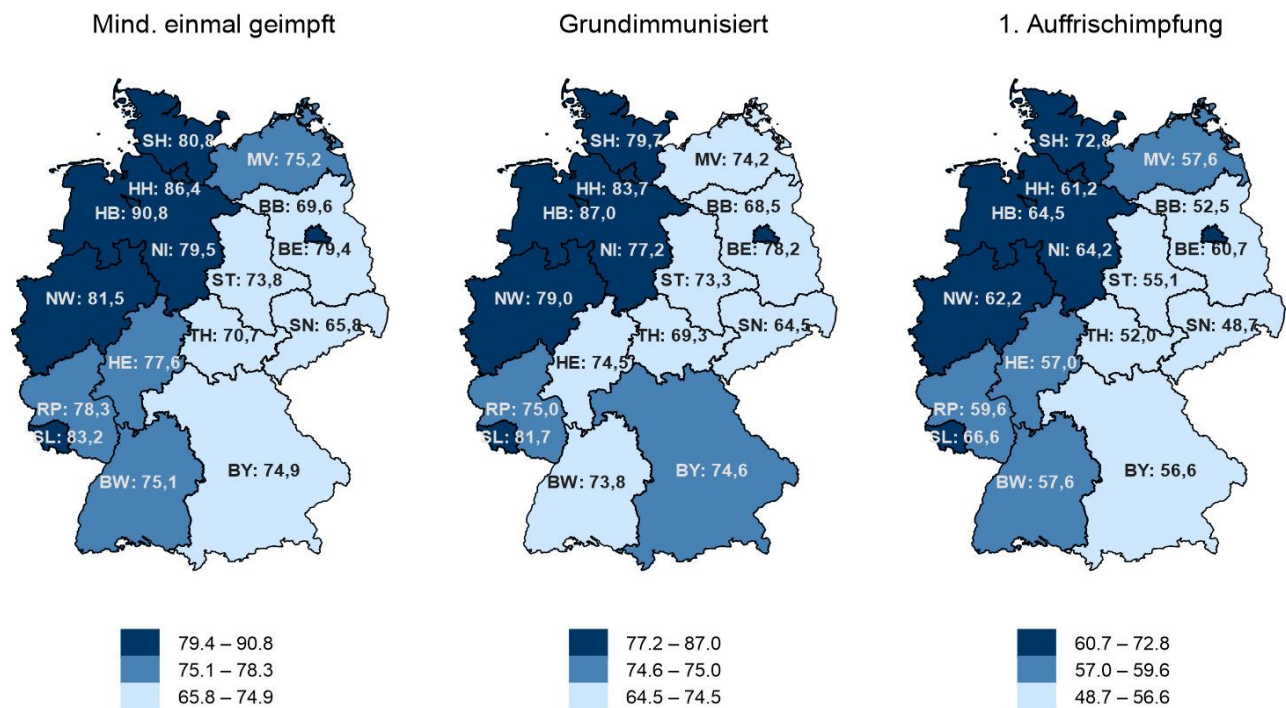 Mind. einmal geimpft
SH: 80,8
MV: 75,2
HH: 86,4
BB: 69,6
HB: 90,8
NI: 79,5
BE: 79,4
ST: 73,8
NW: 81,5
SN: 65,8
TH: 70,7
HE: 77,6
RP: 78,3
SL: 83,2
BW: 75,1
BY: 74,9
79.4 – 90.8
75.1 – 78.3
65.8 – 74.9
Grundimmunisiert
SH: 79,7
MV: 74,2
HH: 83,7
BB: 68,5
HB: 87,0
NI: 77,2
BE: 78,2
ST: 73,3
NW: 79,0
SN: 64,5
TH: 69,3
HE: 74,5
RP: 75,0
SL: 81,7
BW: 73,8
BY: 74,6
77.2 – 87.0
74.6 – 75.0
64.5 – 74.5
1. Auffrischimpfung
SH: 72,8
MV: 57,6
HH: 61,2
BB: 52,5
HB: 64,5
NI: 64,2
BE: 60,7
ST: 55,1
NW: 62,2
SN: 48,7
TH: 52,0
HE: 57,0
RP: 59,6
SL: 66,6
BW: 57,6
BY: 56,6
60.7 – 72.8
57.0 – 59.6
48.7 – 56.6